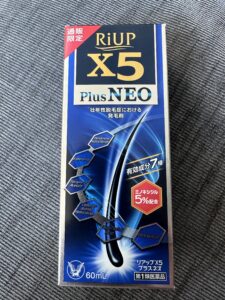 通販
限定
RiUP
X5
Plus NEO
壮年性脱毛症における
発毛剤
有効成分7種
ミノキシジル
5%配合
リアップX5
プラスネオ
60mL
第1類医薬品